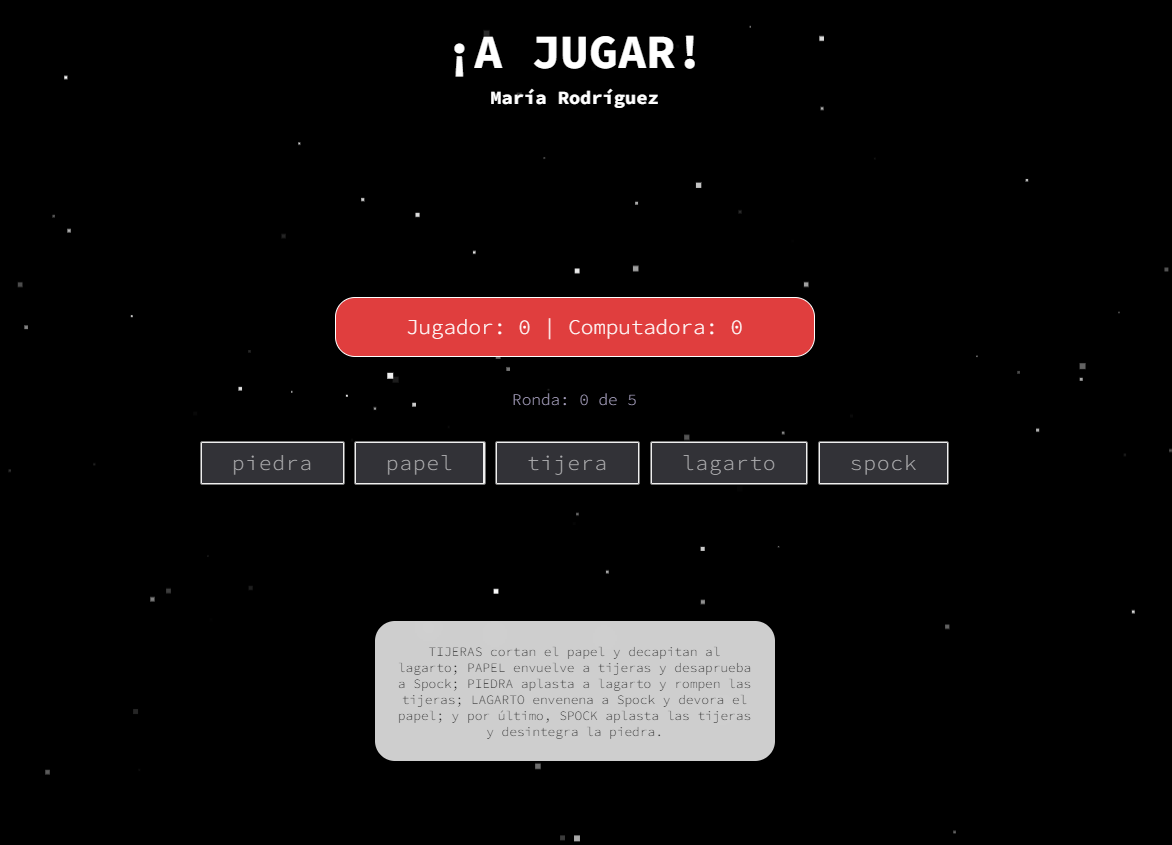 ¡A JUGAR!
María Rodríguez
Jugador: 0 | Computadora: 0
Ronda: 0 de 5
piedra papel tijera lagarto spock
TIJERAS cortan el papel y decapitan al
lagarto; PAPEL envuelve a tijeras y desaprueba
a Spock; PIEDRA aplasta a lagarto y rompen las
tijeras; LAGARTO envenena a Spock y devora el
papel; y por último, SPOCK aplasta las tijeras
y desintegra la piedra.